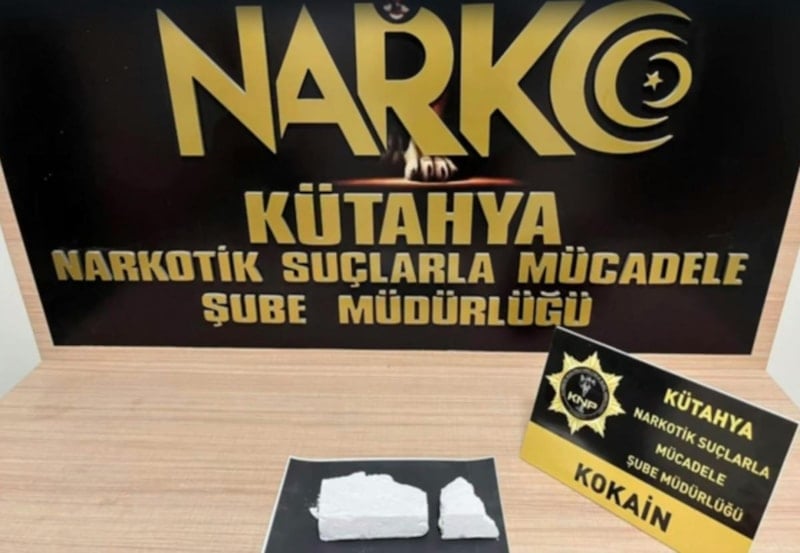 NARKO
KÜTAHYA
NARKOTİK SUÇLARLA MÜCADELE
ŞUBE MÜDÜRLÜĞÜ
KNP
KÜTAHYA
NARKOTİK SUÇLARLA
MÜCADELE
ŞUBE MÜDÜRLÜĞÜ
KOKAİN